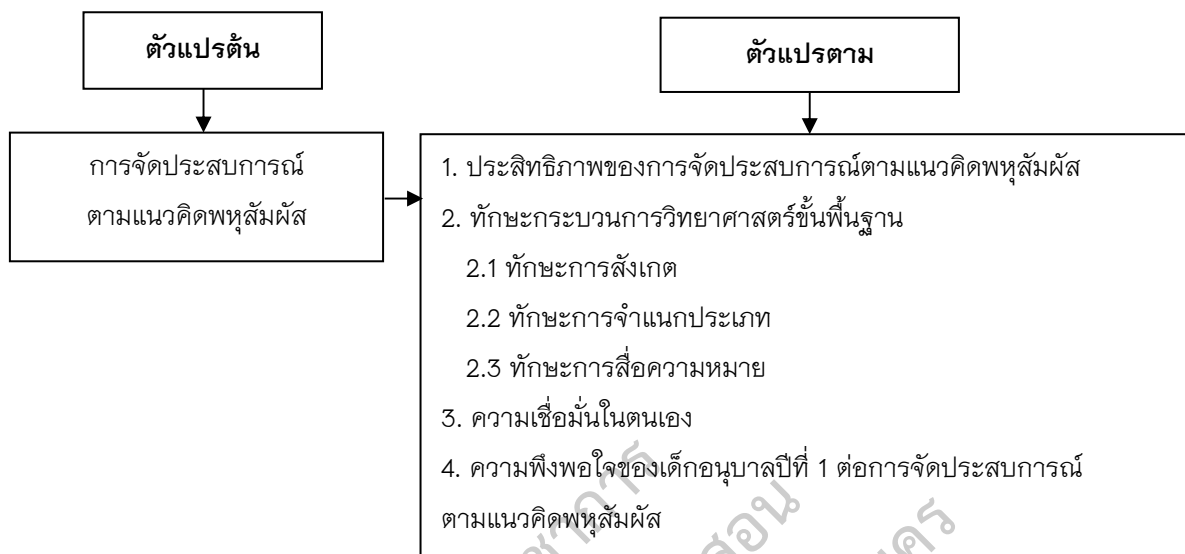 ตัวแปรต้น
ตัวแปรตาม
การจัดประสบการณ์
ตามแนวคิดพหุสัมผัส
1. ประสิทธิภาพของการจัดประสบการณ์ตามแนวคิดพหุสัมผัส
2. ทักษะกระบวนการวิทยาศาสตร์ขั้นพื้นฐาน
2.1 ทักษะการสังเกต
2.2 ทักษะการจำแนกประเภท
2.3 ทักษะการสื่อความหมาย
3. ความเชื่อมั่นในตนเอง
4. ความพึงพอใจของเด็กอนุบาลปีที่ 1 ต่อการจัดประสบการณ์
ตามแนวคิดพหุสัมผัส